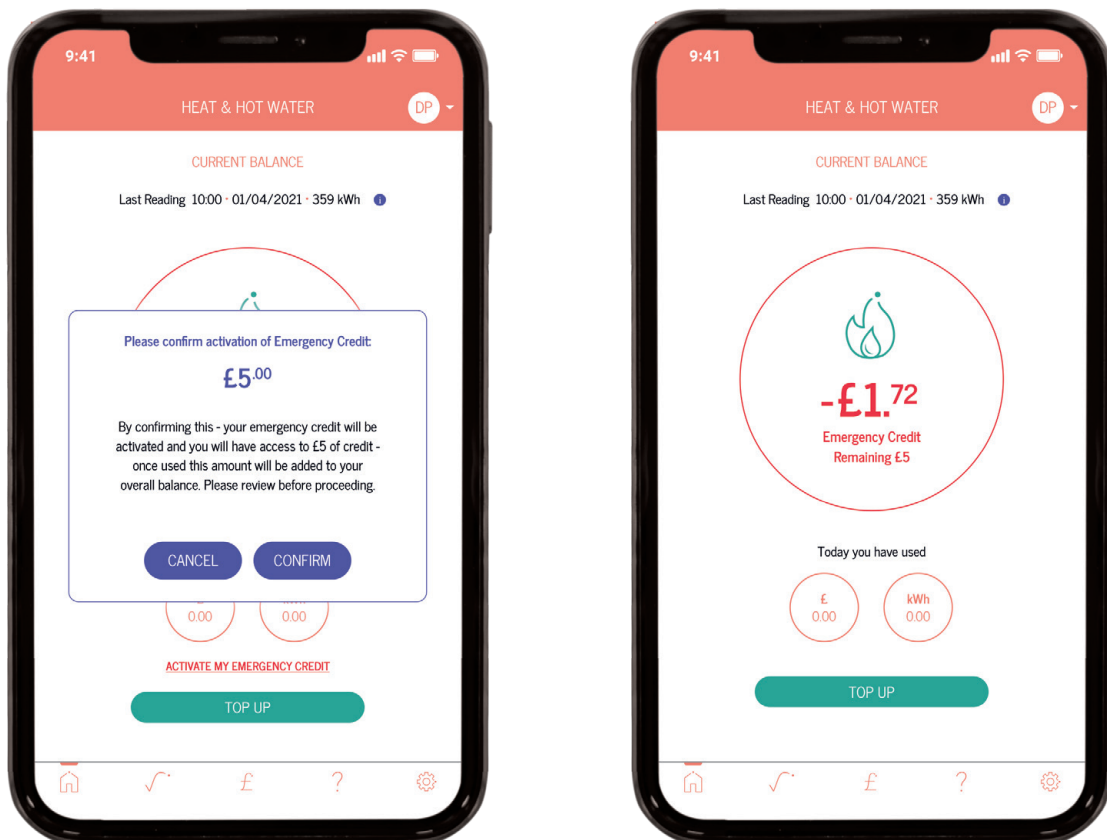 9:41
HEAT & HOT WATER
DP
CURRENT BALANCE
Last Reading 10:00 · 01/04/2021 · 359 kWh i
Please confirm activation of Emergency Credit:
£5.00
By confirming this - your emergency credit will be
activated and you will have access to £5 of credit -
once used this amount will be added to your
overall balance. Please review before proceeding.
CANCEL
CONFIRM
0.00
0.00
ACTIVATE MY EMERGENCY CREDIT
TOP UP
£
?
9:41
HEAT & HOT WATER
DP
CURRENT BALANCE
Last Reading 10:00 · 01/04/2021 · 359 kWh i
-£1.72
Emergency Credit
Remaining £5
Today you have used
£
0.00
kWh
0.00
TOP UP
£
?